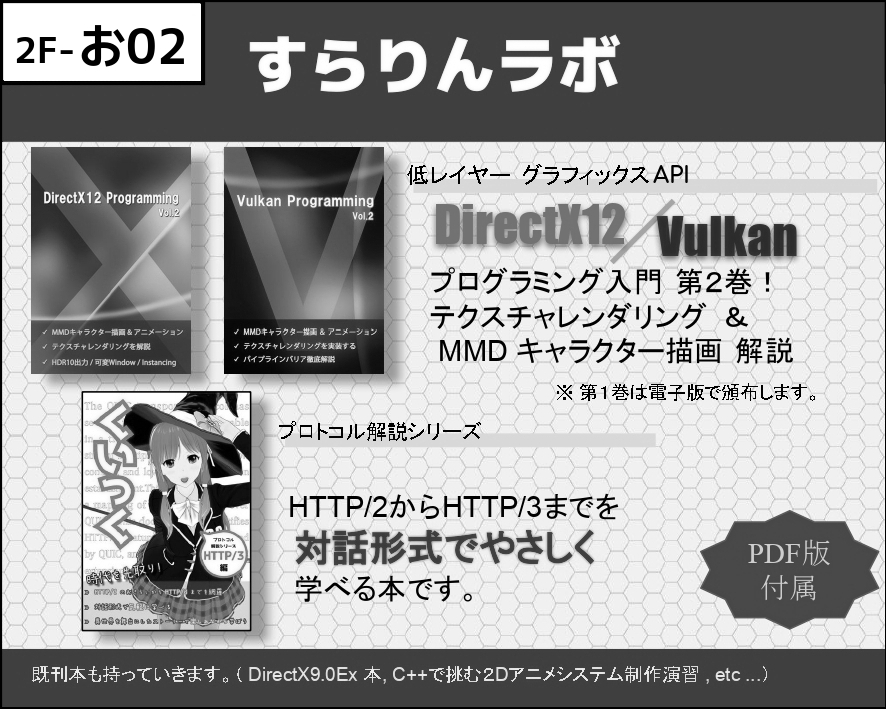 2F-お02
すらりんラボ
DirectX12 Programming
Vol.2
✓ MMDキャラクター描画＆アニメーション
✓ テクスチャレンダリングを解説
✓ HDR10出力 / 可変Window / Instancing
Vulkan Programming
Vol.2
✓ MMDキャラクター描画 ＆ アニメーション
✓ テクスチャレンダリングを実装する
✓ パイプラインバリア徹底解説
低レイヤー グラフィックスAPI
DirectX12／Vulkan
プログラミング入門 第２巻！
テクスチャレンダリング ＆
MMD キャラクター描画 解説
※ 第１巻は電子版で頒布します。
プロトコル
解説シリーズ
HTTP/3
編
時代を先取り！
プロトコル解説シリーズ
HTTP/2からHTTP/3までを
対話形式でやさしく
学べる本です。
PDF版
付属
既刊本も持っていきます。( DirectX9.0Ex 本, C++で挑む2Dアニメシステム制作演習 , etc ...）